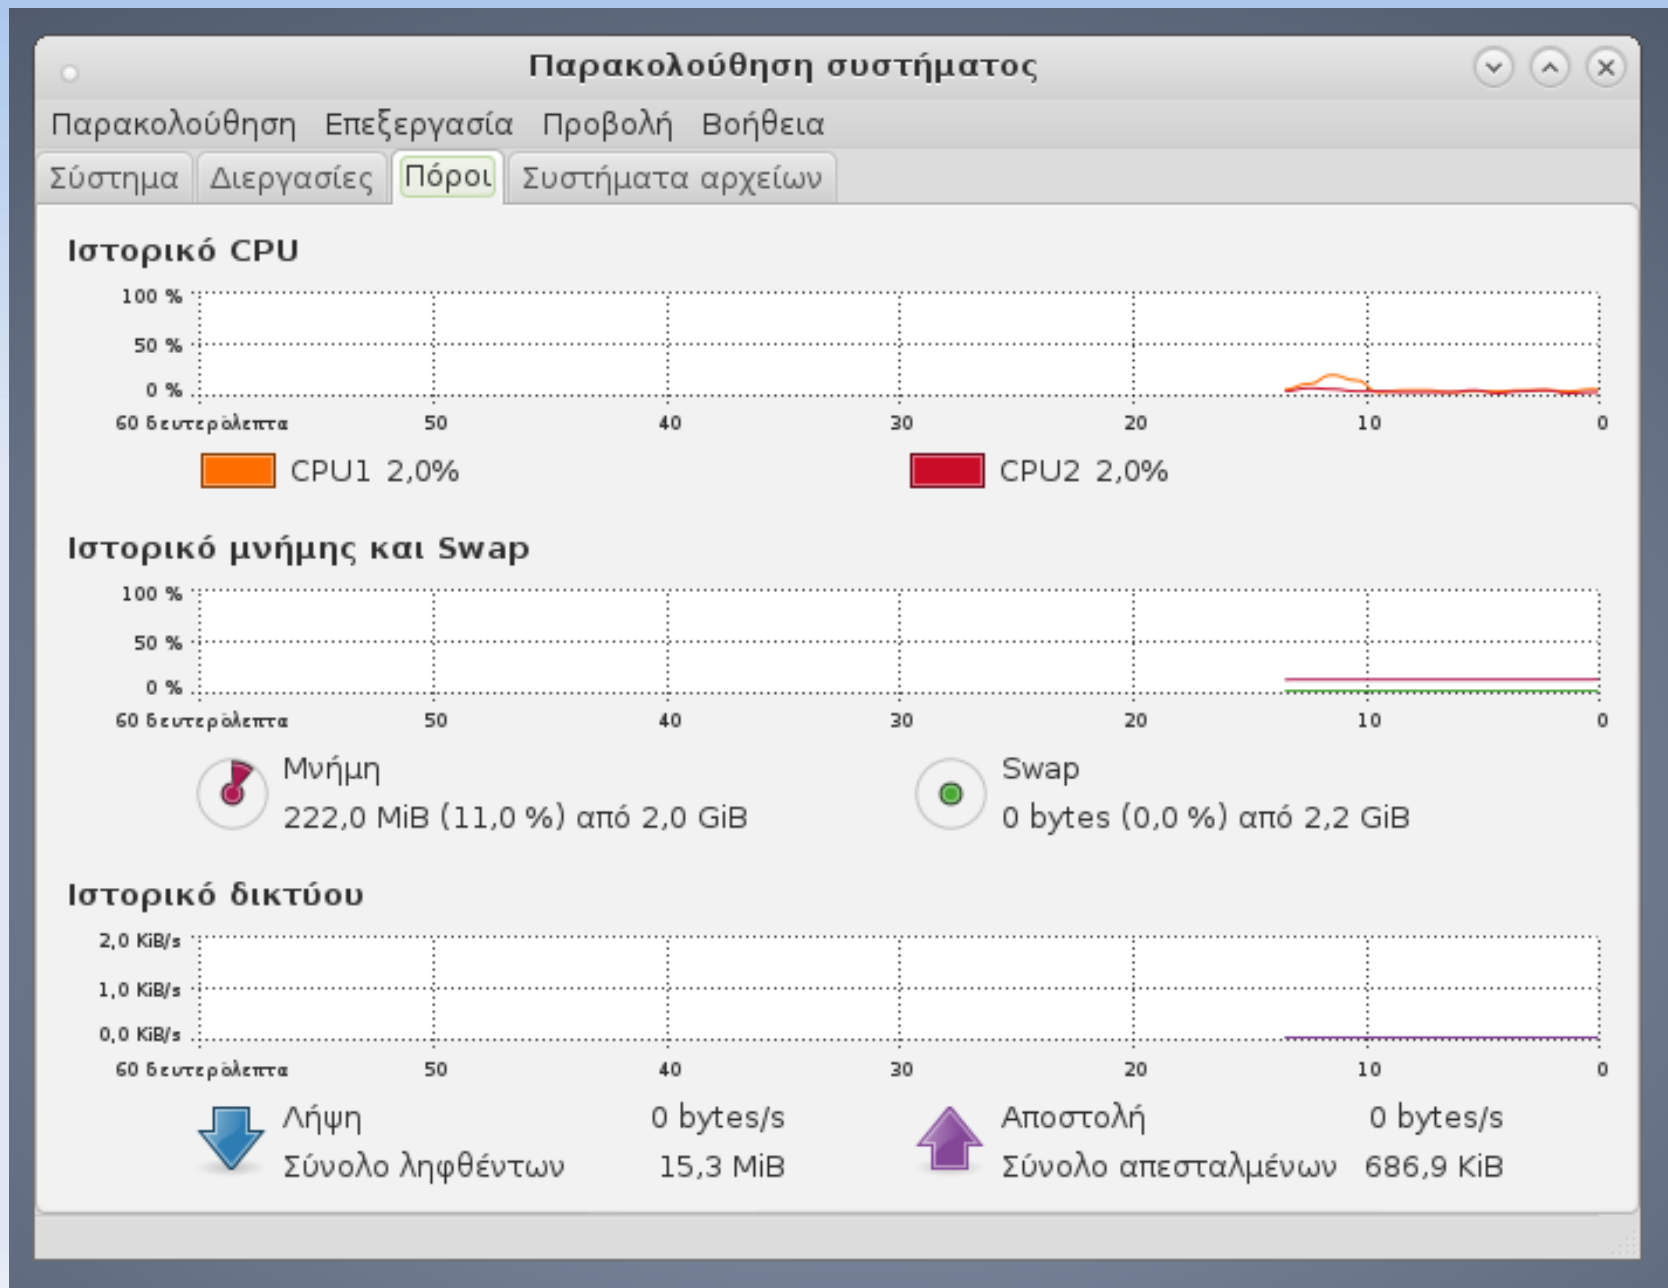 Παρακολούθηση συστήματος
Παρακολούθηση Επεξεργασία Προβολή Βοήθεια
Σύστημα Διεργασίες Πόροι Συστήματα αρχείων
Ιστορικό CPU
100 %
50 %
0 %
60 δευτερόλεπτα 50 40 30 20 10 0
CPU1 2,0% CPU2 2,0%
Ιστορικό μνήμης και Swap
100 %
50 %
0 %
60 δευτερόλεπτα 50 40 30 20 10 0
Μνήμη Swap
222,0 MiB (11,0 %) από 2,0 GiB 0 bytes (0,0 %) από 2,2 GiB
Ιστορικό δικτύου
2,0 KiB/s
1,0 KiB/s
0,0 KiB/s
60 δευτερόλεπτα 50 40 30 20 10 0
Λήψη 0 bytes/s Αποστολή 0 bytes/s
Σύνολο ληφθέντων 15,3 MiB Σύνολο απεσταλμένων 686,9 KiB